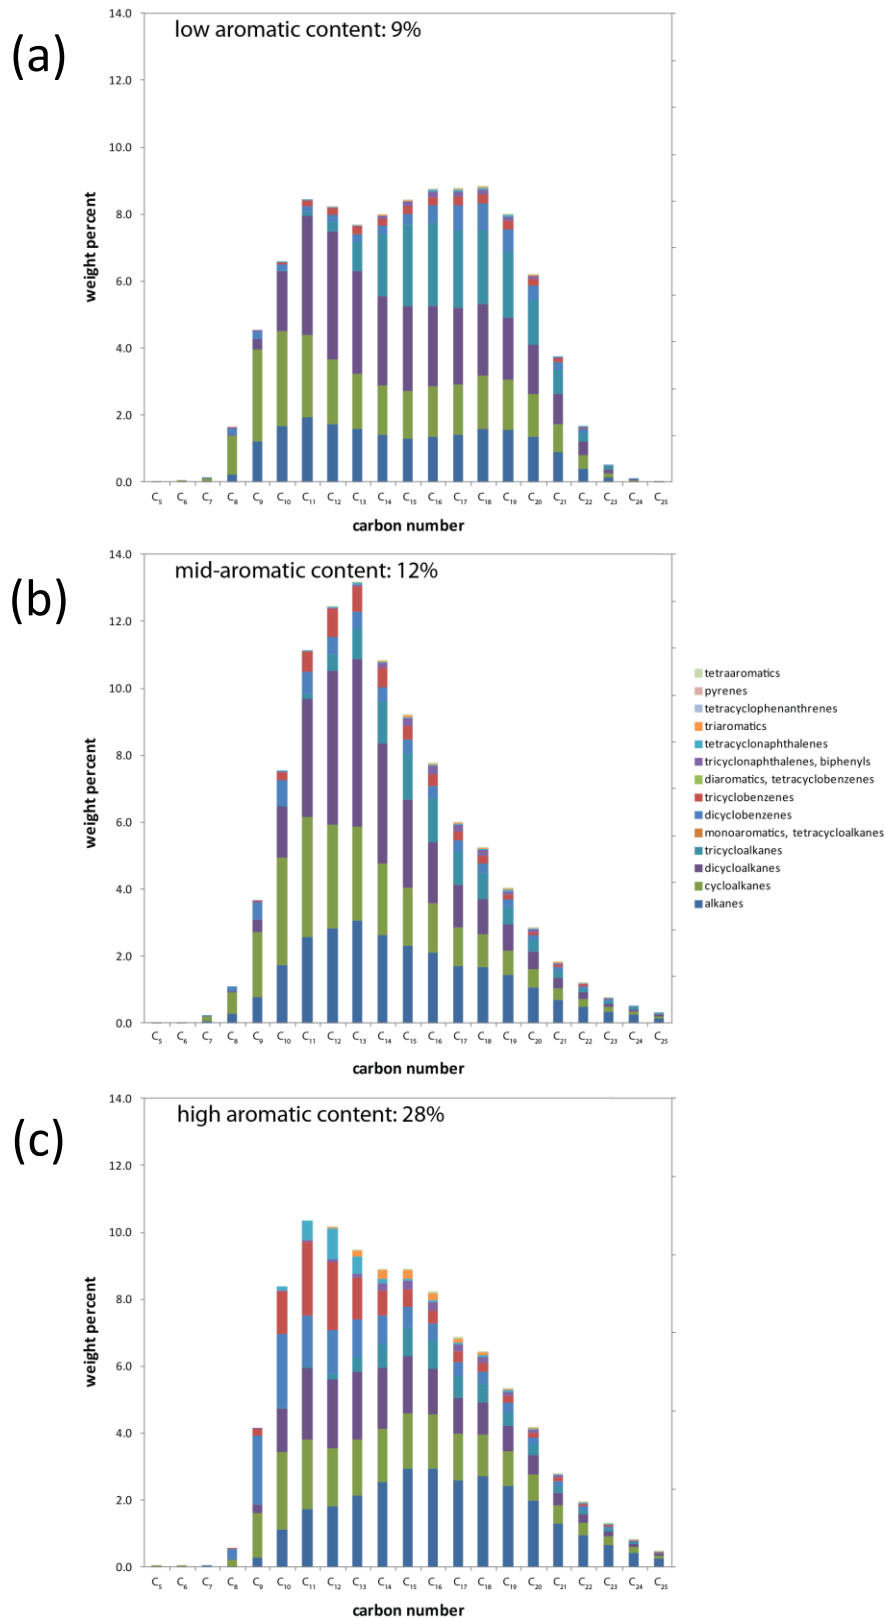 (a)
low aromatic content: 9%
14.0
12.0
10.0
8.0
6.0
4.0
2.0
0.0
weight percent
C₅ C₆ C₇ C₈ C₉ C₁₀ C₁₁ C₁₂ C₁₃ C₁₄ C₁₅ C₁₆ C₁₇ C₁₈ C₁₉ C₂₀ C₂₁ C₂₂ C₂₃ C₂₄ C₂₅
carbon number
(b)
mid-aromatic content: 12%
14.0
12.0
10.0
8.0
6.0
4.0
2.0
0.0
weight percent
C₅ C₆ C₇ C₈ C₉ C₁₀ C₁₁ C₁₂ C₁₃ C₁₄ C₁₅ C₁₆ C₁₇ C₁₈ C₁₉ C₂₀ C₂₁ C₂₂ C₂₃ C₂₄ C₂₅
carbon number
tetraaromatics
pyrenes
tetracyclophenanthrenes
triaromatics
tetracyclonaphthalenes
tricyclonaphthalenes, biphenyls
diaromatics, tetracyclobenzenes
tricyclobenzenes
dicyclobenzenes
monoaromatics, tetracycloalkanes
tricycloalkanes
dicycloalkanes
cycloalkanes
alkanes
(c)
high aromatic content: 28%
14.0
12.0
10.0
8.0
6.0
4.0
2.0
0.0
weight percent
C₅ C₆ C₇ C₈ C₉ C₁₀ C₁₁ C₁₂ C₁₃ C₁₄ C₁₅ C₁₆ C₁₇ C₁₈ C₁₉ C₂₀ C₂₁ C₂₂ C₂₃ C₂₄ C₂₅
carbon number